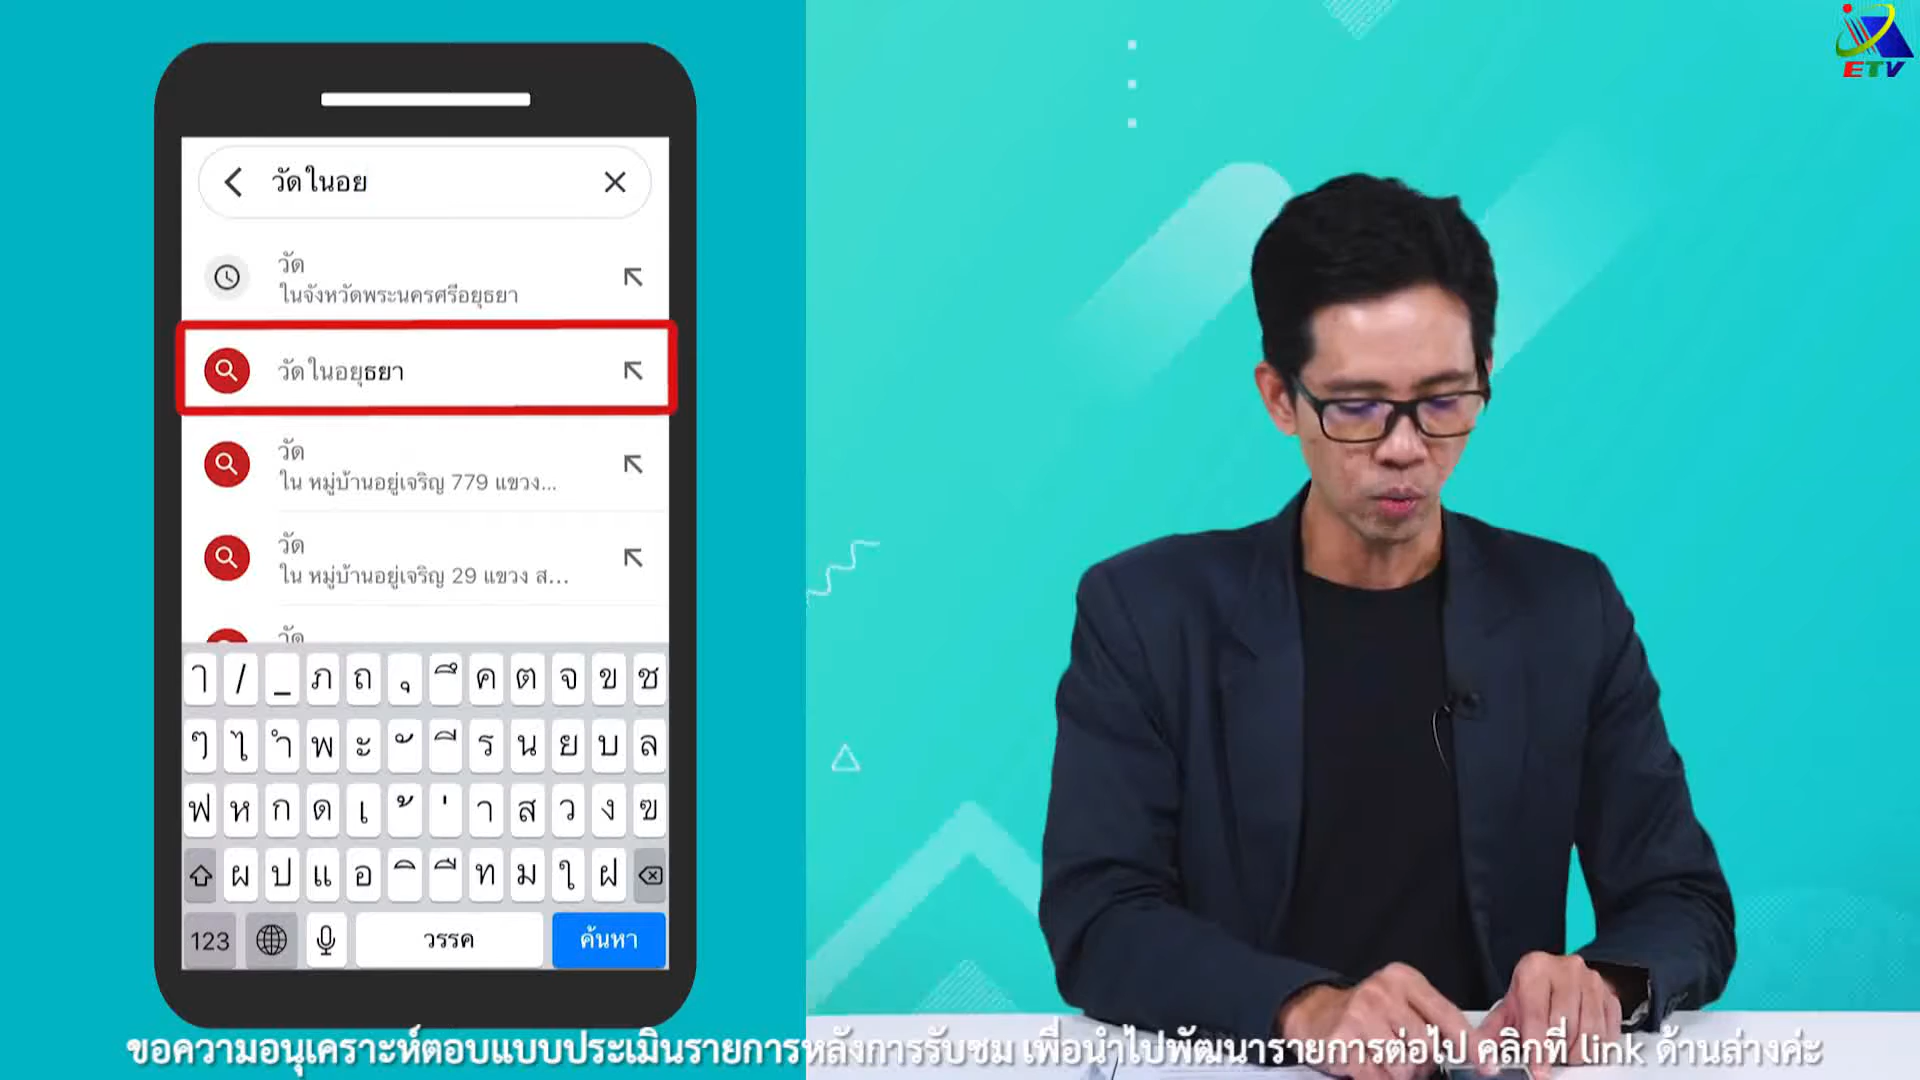 ETV
วัดในอย
วัด
ในจังหวัดพระนครศรีอยุธยา
วัดในอยุธยา
วัด
ใน หมู่บ้านอยู่เจริญ 779 แขวง...
วัด
ใน หมู่บ้านอยู่เจริญ 29 แขวง ส...
วัด
ๅ / _ ภ ถ ุ ึ ค ต จ ข ช
ๆ ไ ำ พ ะ ั ี ร น ย บ ล
ฟ ห ก ด เ ้ ่ า ส ว ง ฃ
ผ ป แ อ ิ ื ท ม ใ ฝ
123 วรรค ค้นหา
ขอความอนุเคราะห์ตอบแบบประเมินรายการหลังการรับชม เพื่อนำไปพัฒนารายการต่อไป คลิกที่ link ด้านล่างค่ะ